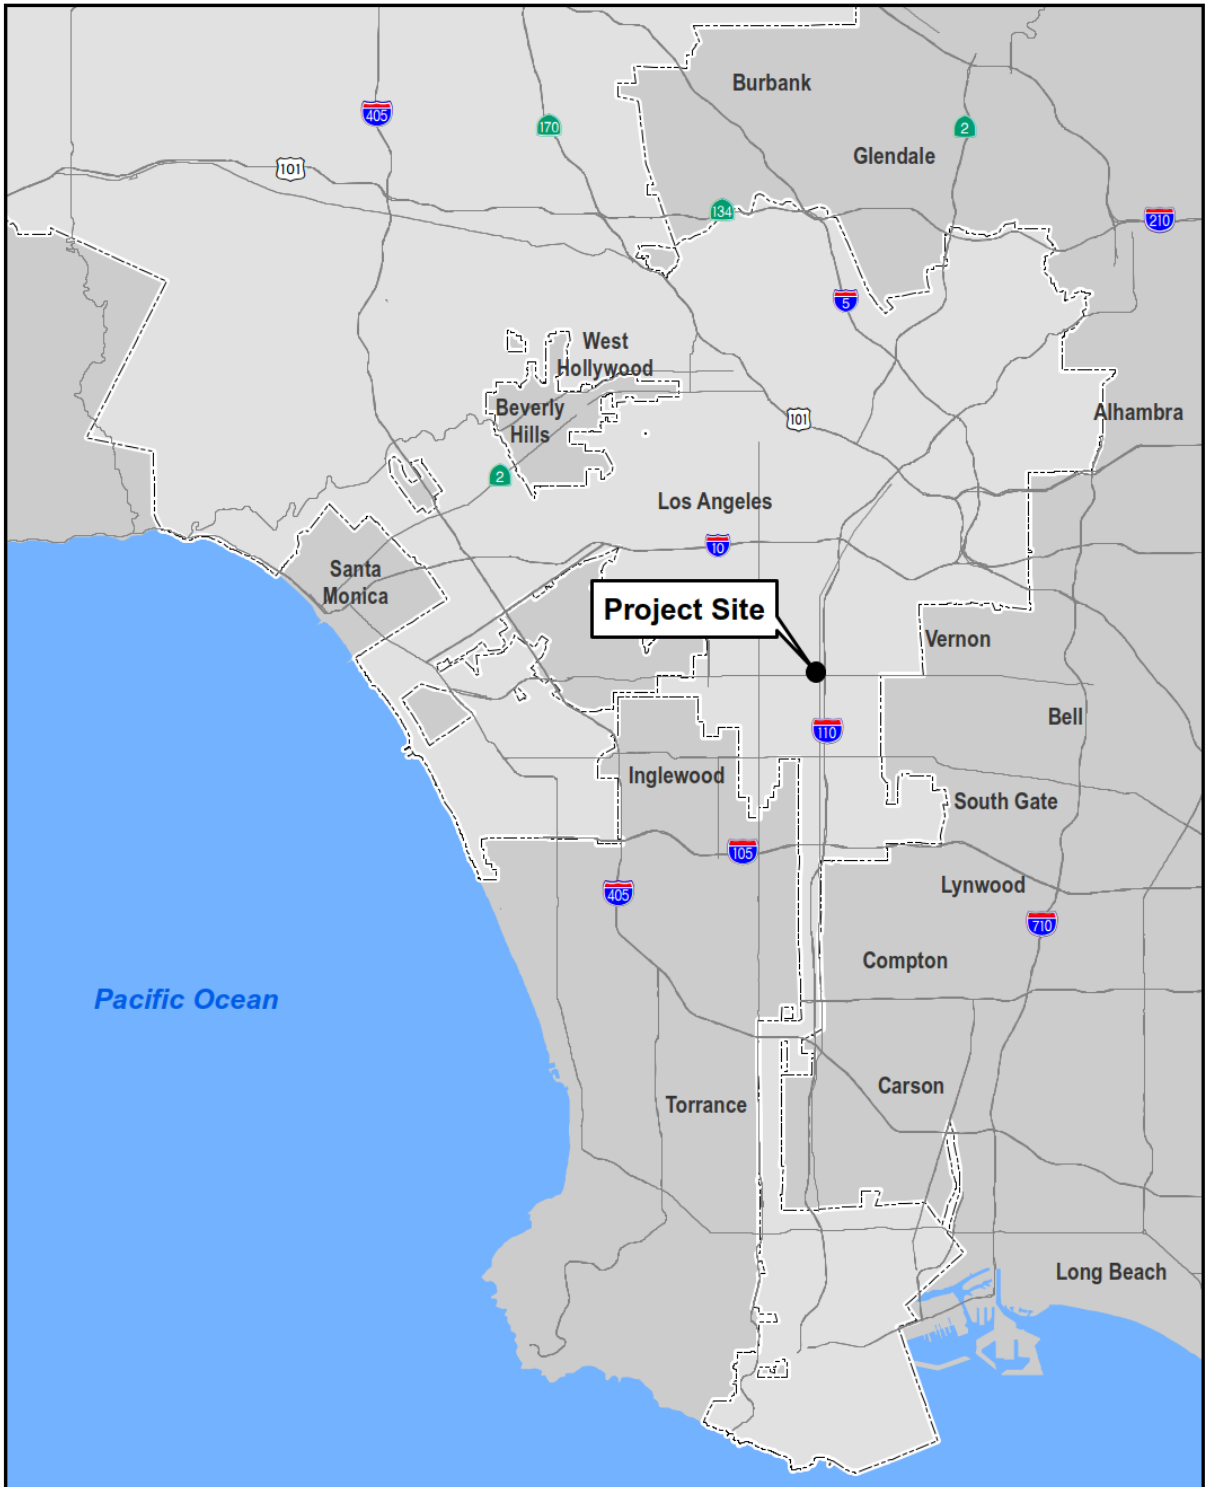 Burbank
405
170
2
Glendale
101
134
210
5
West
Hollywood
Beverly
Hills
101
Alhambra
2
Los Angeles
10
Santa
Monica
Project Site
Vernon
Bell
110
Inglewood
South Gate
105
Lynwood
405
710
Compton
Pacific Ocean
Carson
Torrance
Long Beach